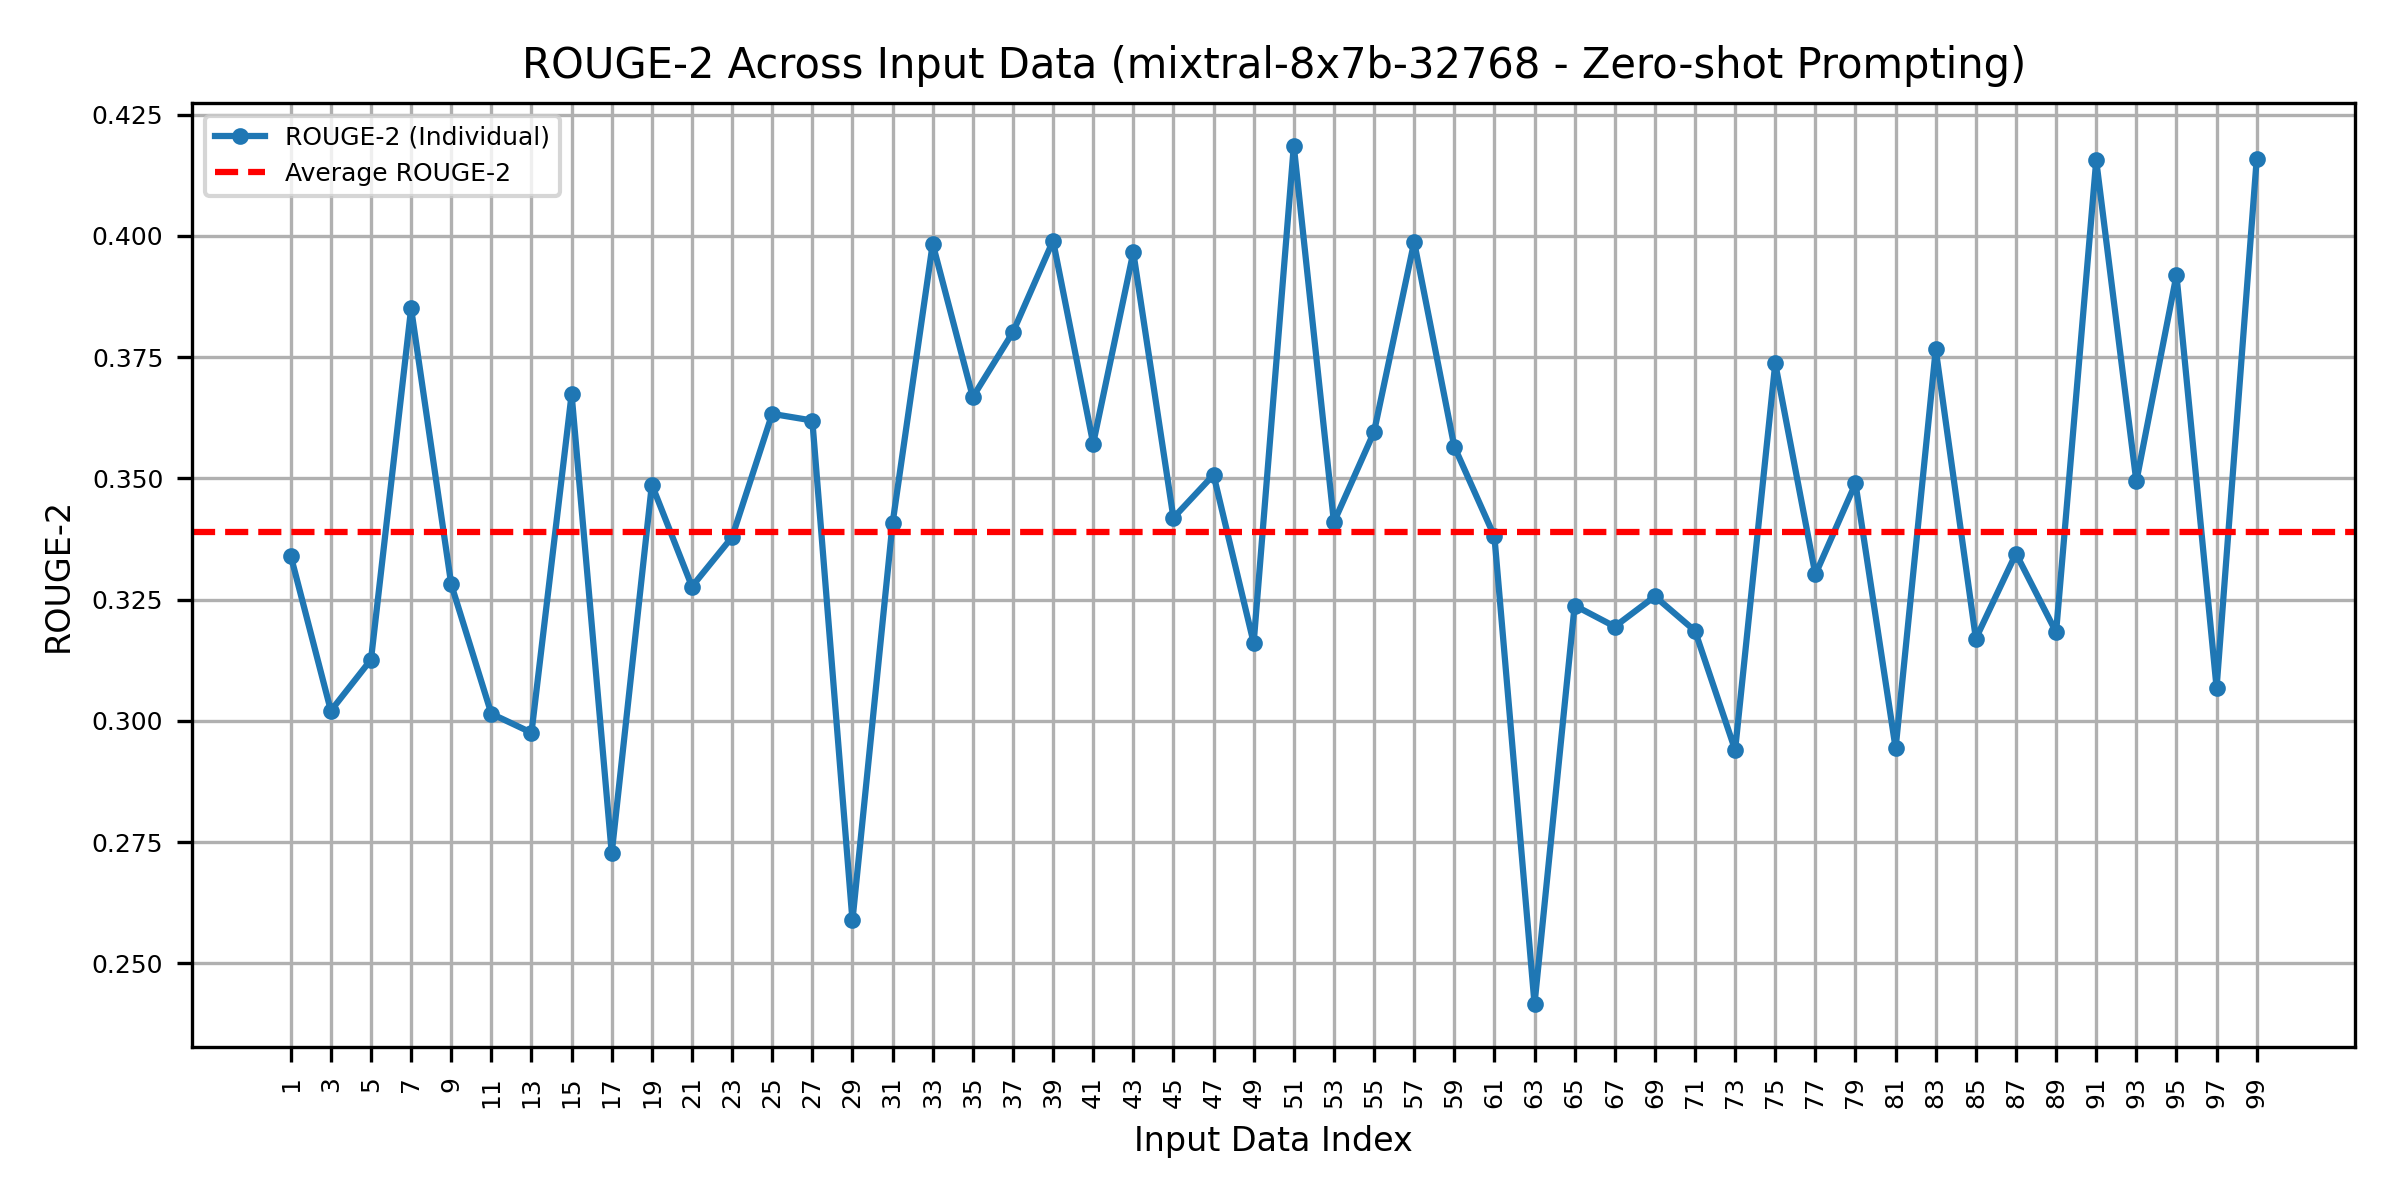 ROUGE-2 Across Input Data (mixtral-8x7b-32768 - Zero-shot Prompting)
ROUGE-2 (Individual)
Average ROUGE-2
0.425
0.400
0.375
0.350
0.325
0.300
0.275
0.250
ROUGE-2
1 3 5 7 9 11 13 15 17 19 21 23 25 27 29 31 33 35 37 39 41 43 45 47 49 51 53 55 57 59 61 63 65 67 69 71 73 75 77 79 81 83 85 87 89 91 93 95 97 99
Input Data Index